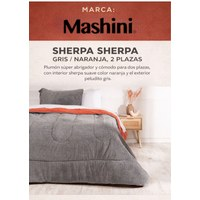 MARCA:
Mashini®
SHERPA SHERPA
GRIS / NARANJA, 2 PLAZAS
Plumón súper abrigador y cómodo para dos plazas,
con interior sherpa suave color naranja y el exterior
peludito gris.